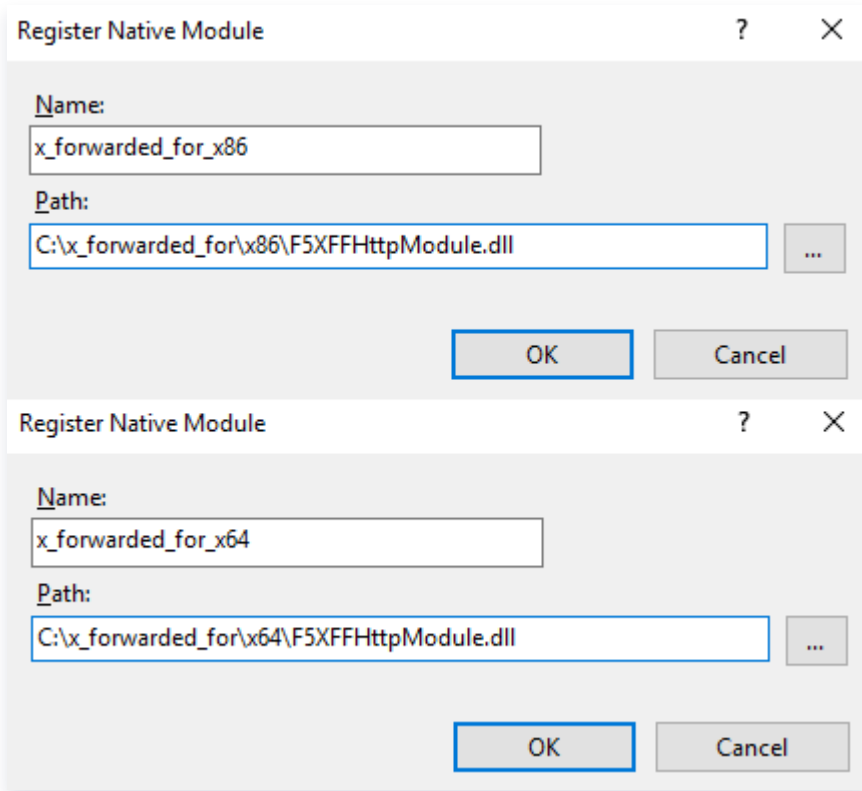 Register Native Module ? ×
Name:
x_forwarded_for_x86
Path:
C:\x_forwarded_for\x86\F5XFFHttpModule.dll ...
OK Cancel
Register Native Module ? ×
Name:
x_forwarded_for_x64
Path:
C:\x_forwarded_for\x64\F5XFFHttpModule.dll ...
OK Cancel